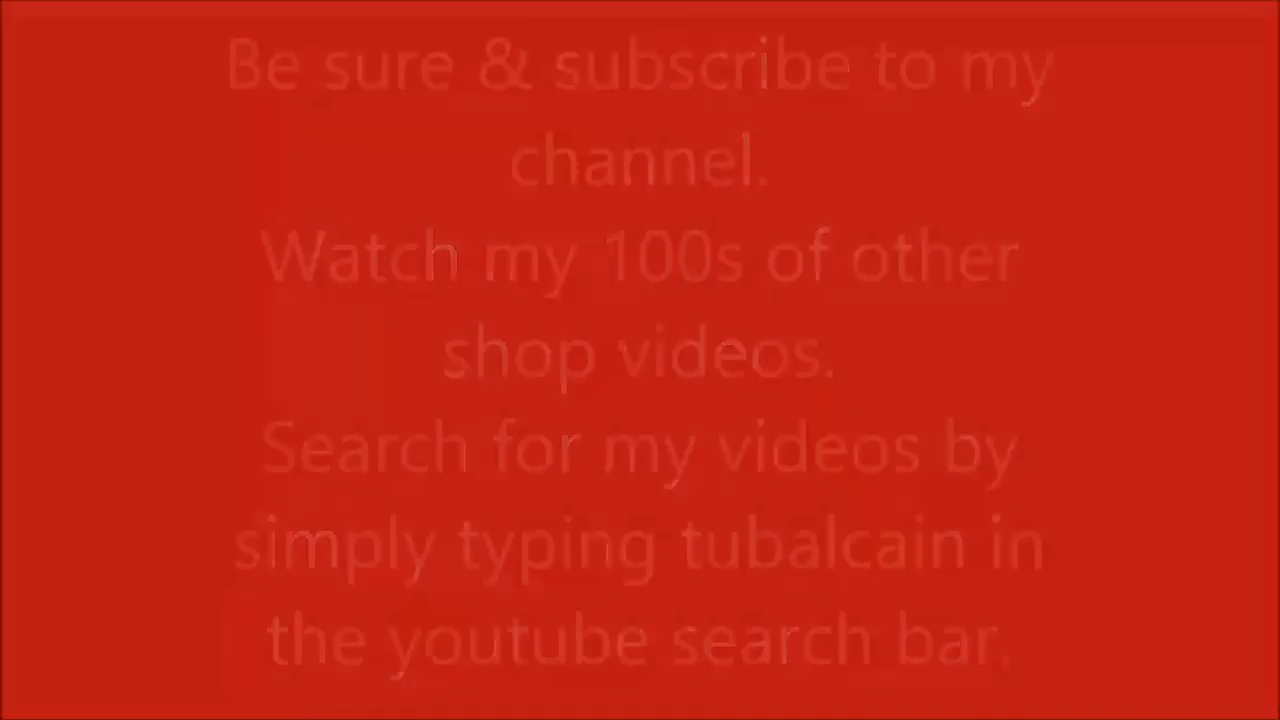 Be sure & subscribe to my
channel.
Watch my 100s of other
shop videos.
Search for my videos by
simply typing tubalcain in
the youtube search bar.